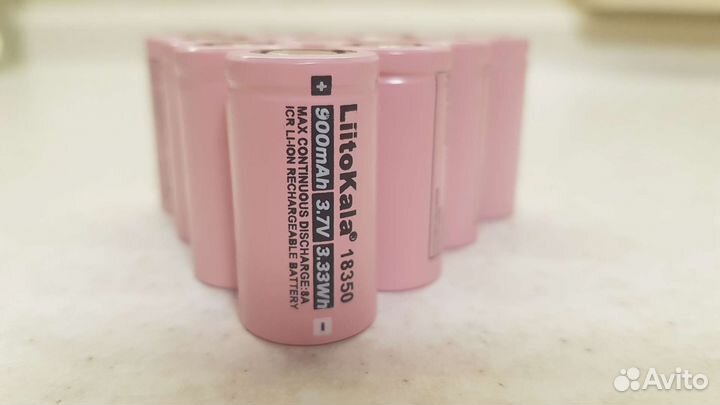 LiitoKala® 18350
900mAh 3.7V 3.33Wh
MAX CONTINUOUS DISCHARGE:8A
ICR LI-ION RECHARGEABLE BATTERY
+
-
Avito